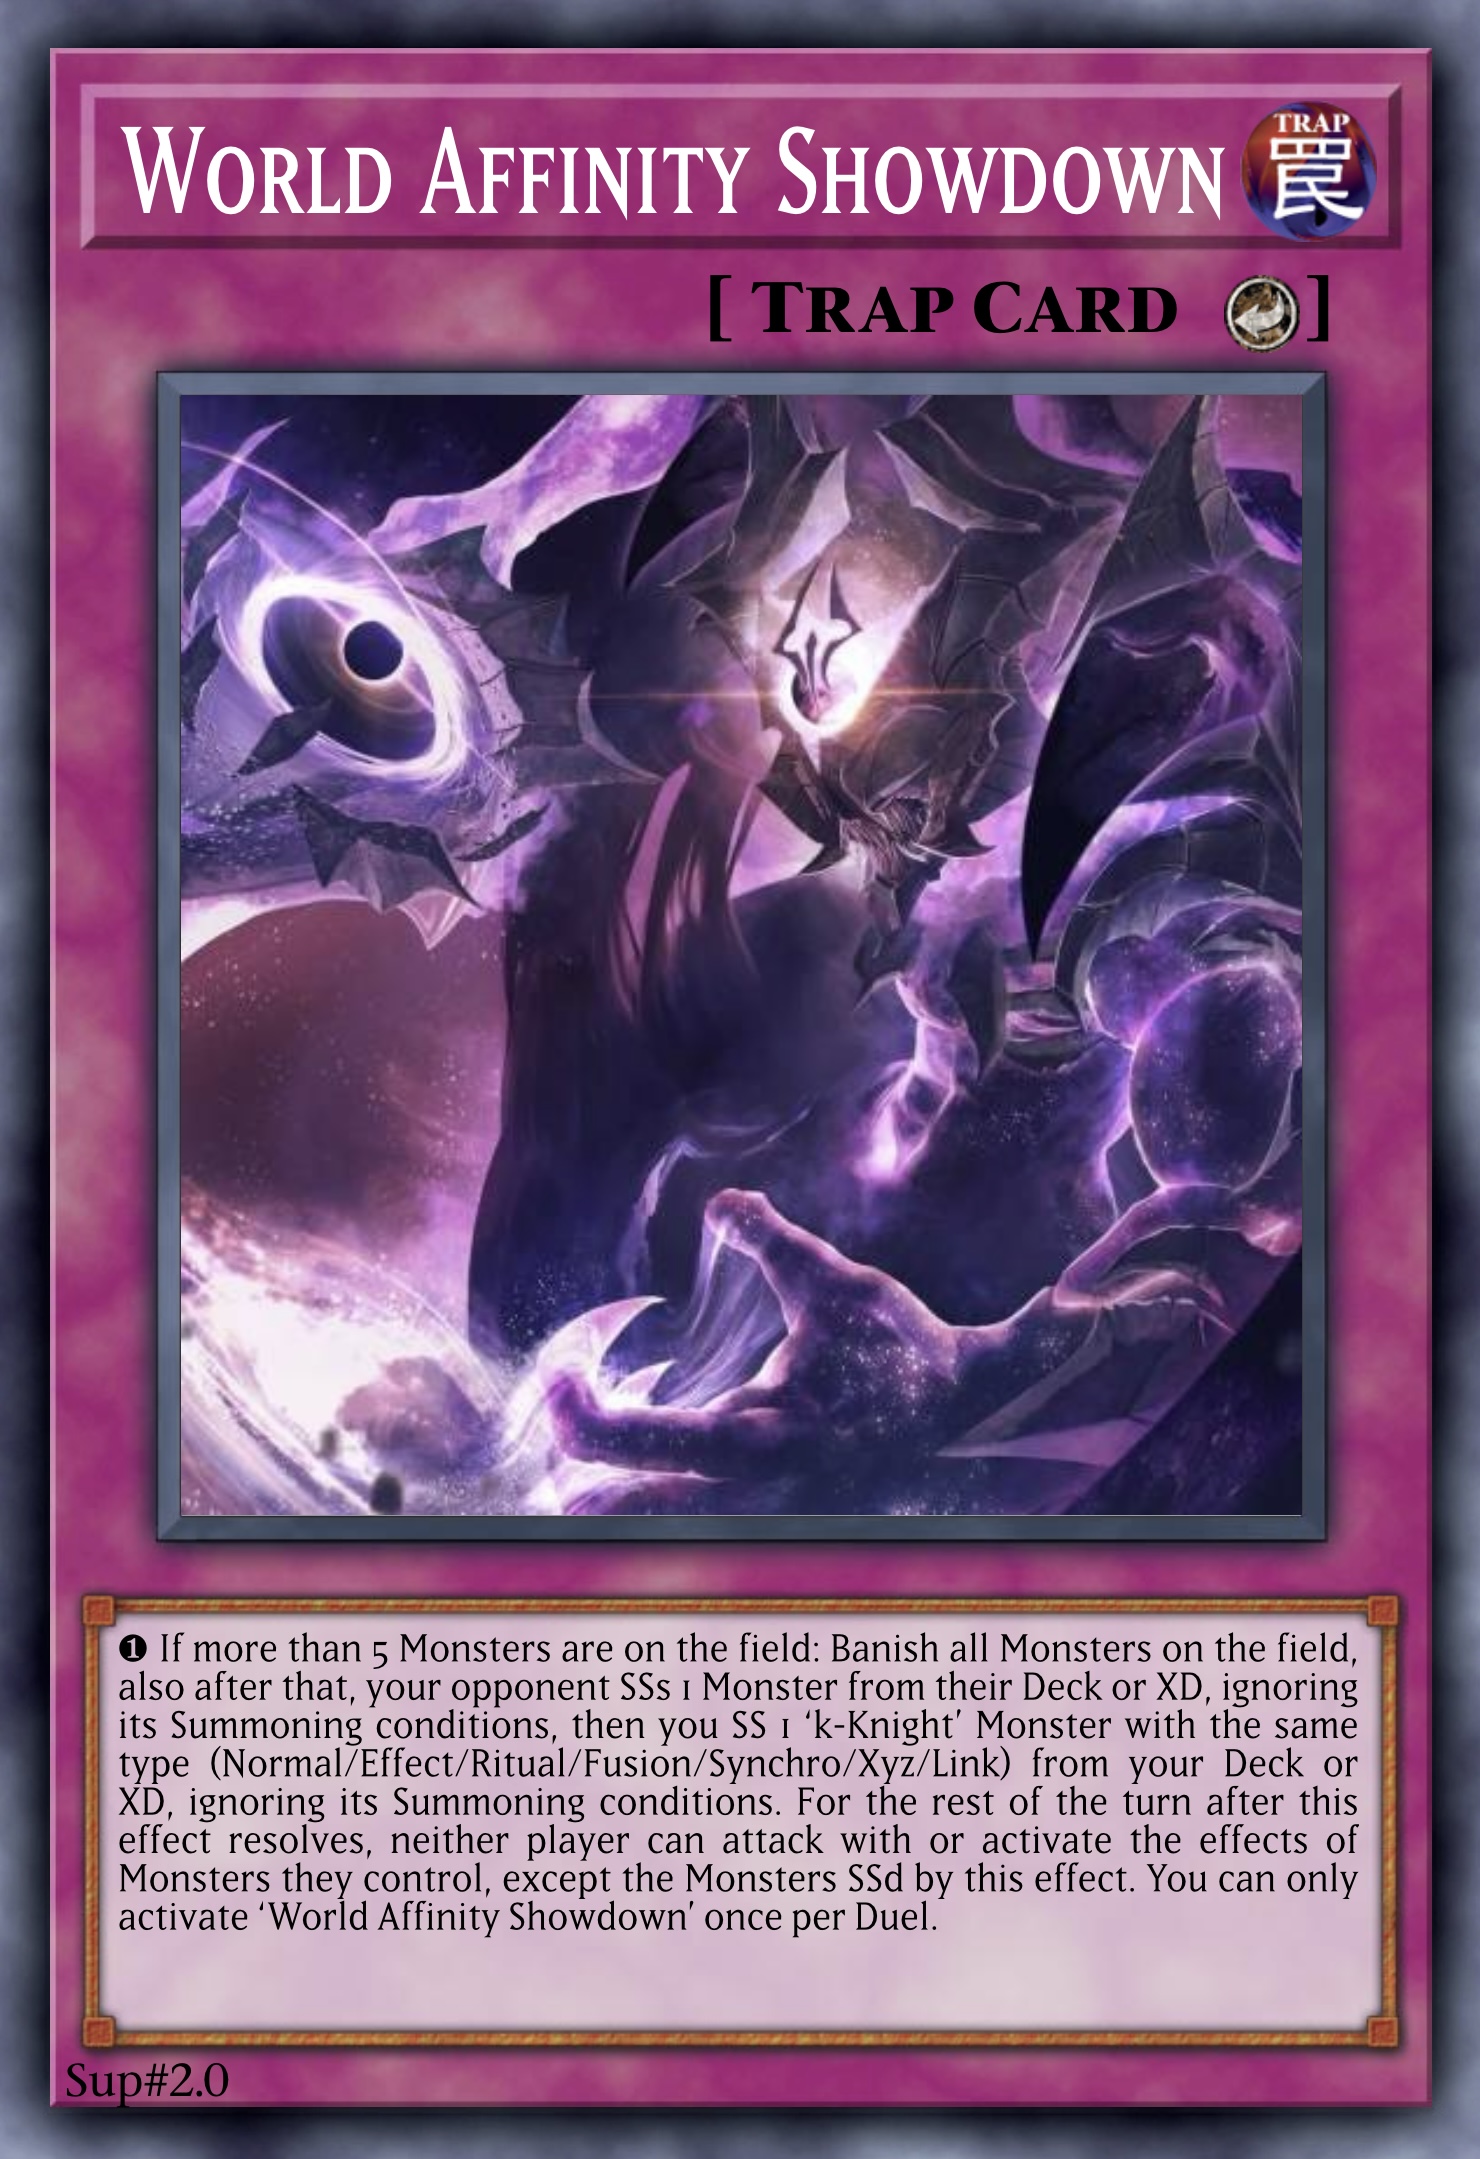 World Affinity Showdown
TRAP
罠
[ Trap Card ]
❶ If more than 5 Monsters are on the field: Banish all Monsters on the field,
also after that, your opponent SSs 1 Monster from their Deck or XD, ignoring
its Summoning conditions, then you SS 1 ‘k-Knight’ Monster with the same
type (Normal/Effect/Ritual/Fusion/Synchro/Xyz/Link) from your Deck or
XD, ignoring its Summoning conditions. For the rest of the turn after this
effect resolves, neither player can attack with or activate the effects of
Monsters they control, except the Monsters SSd by this effect. You can only
activate ‘World Affinity Showdown’ once per Duel.
Sup#2.0